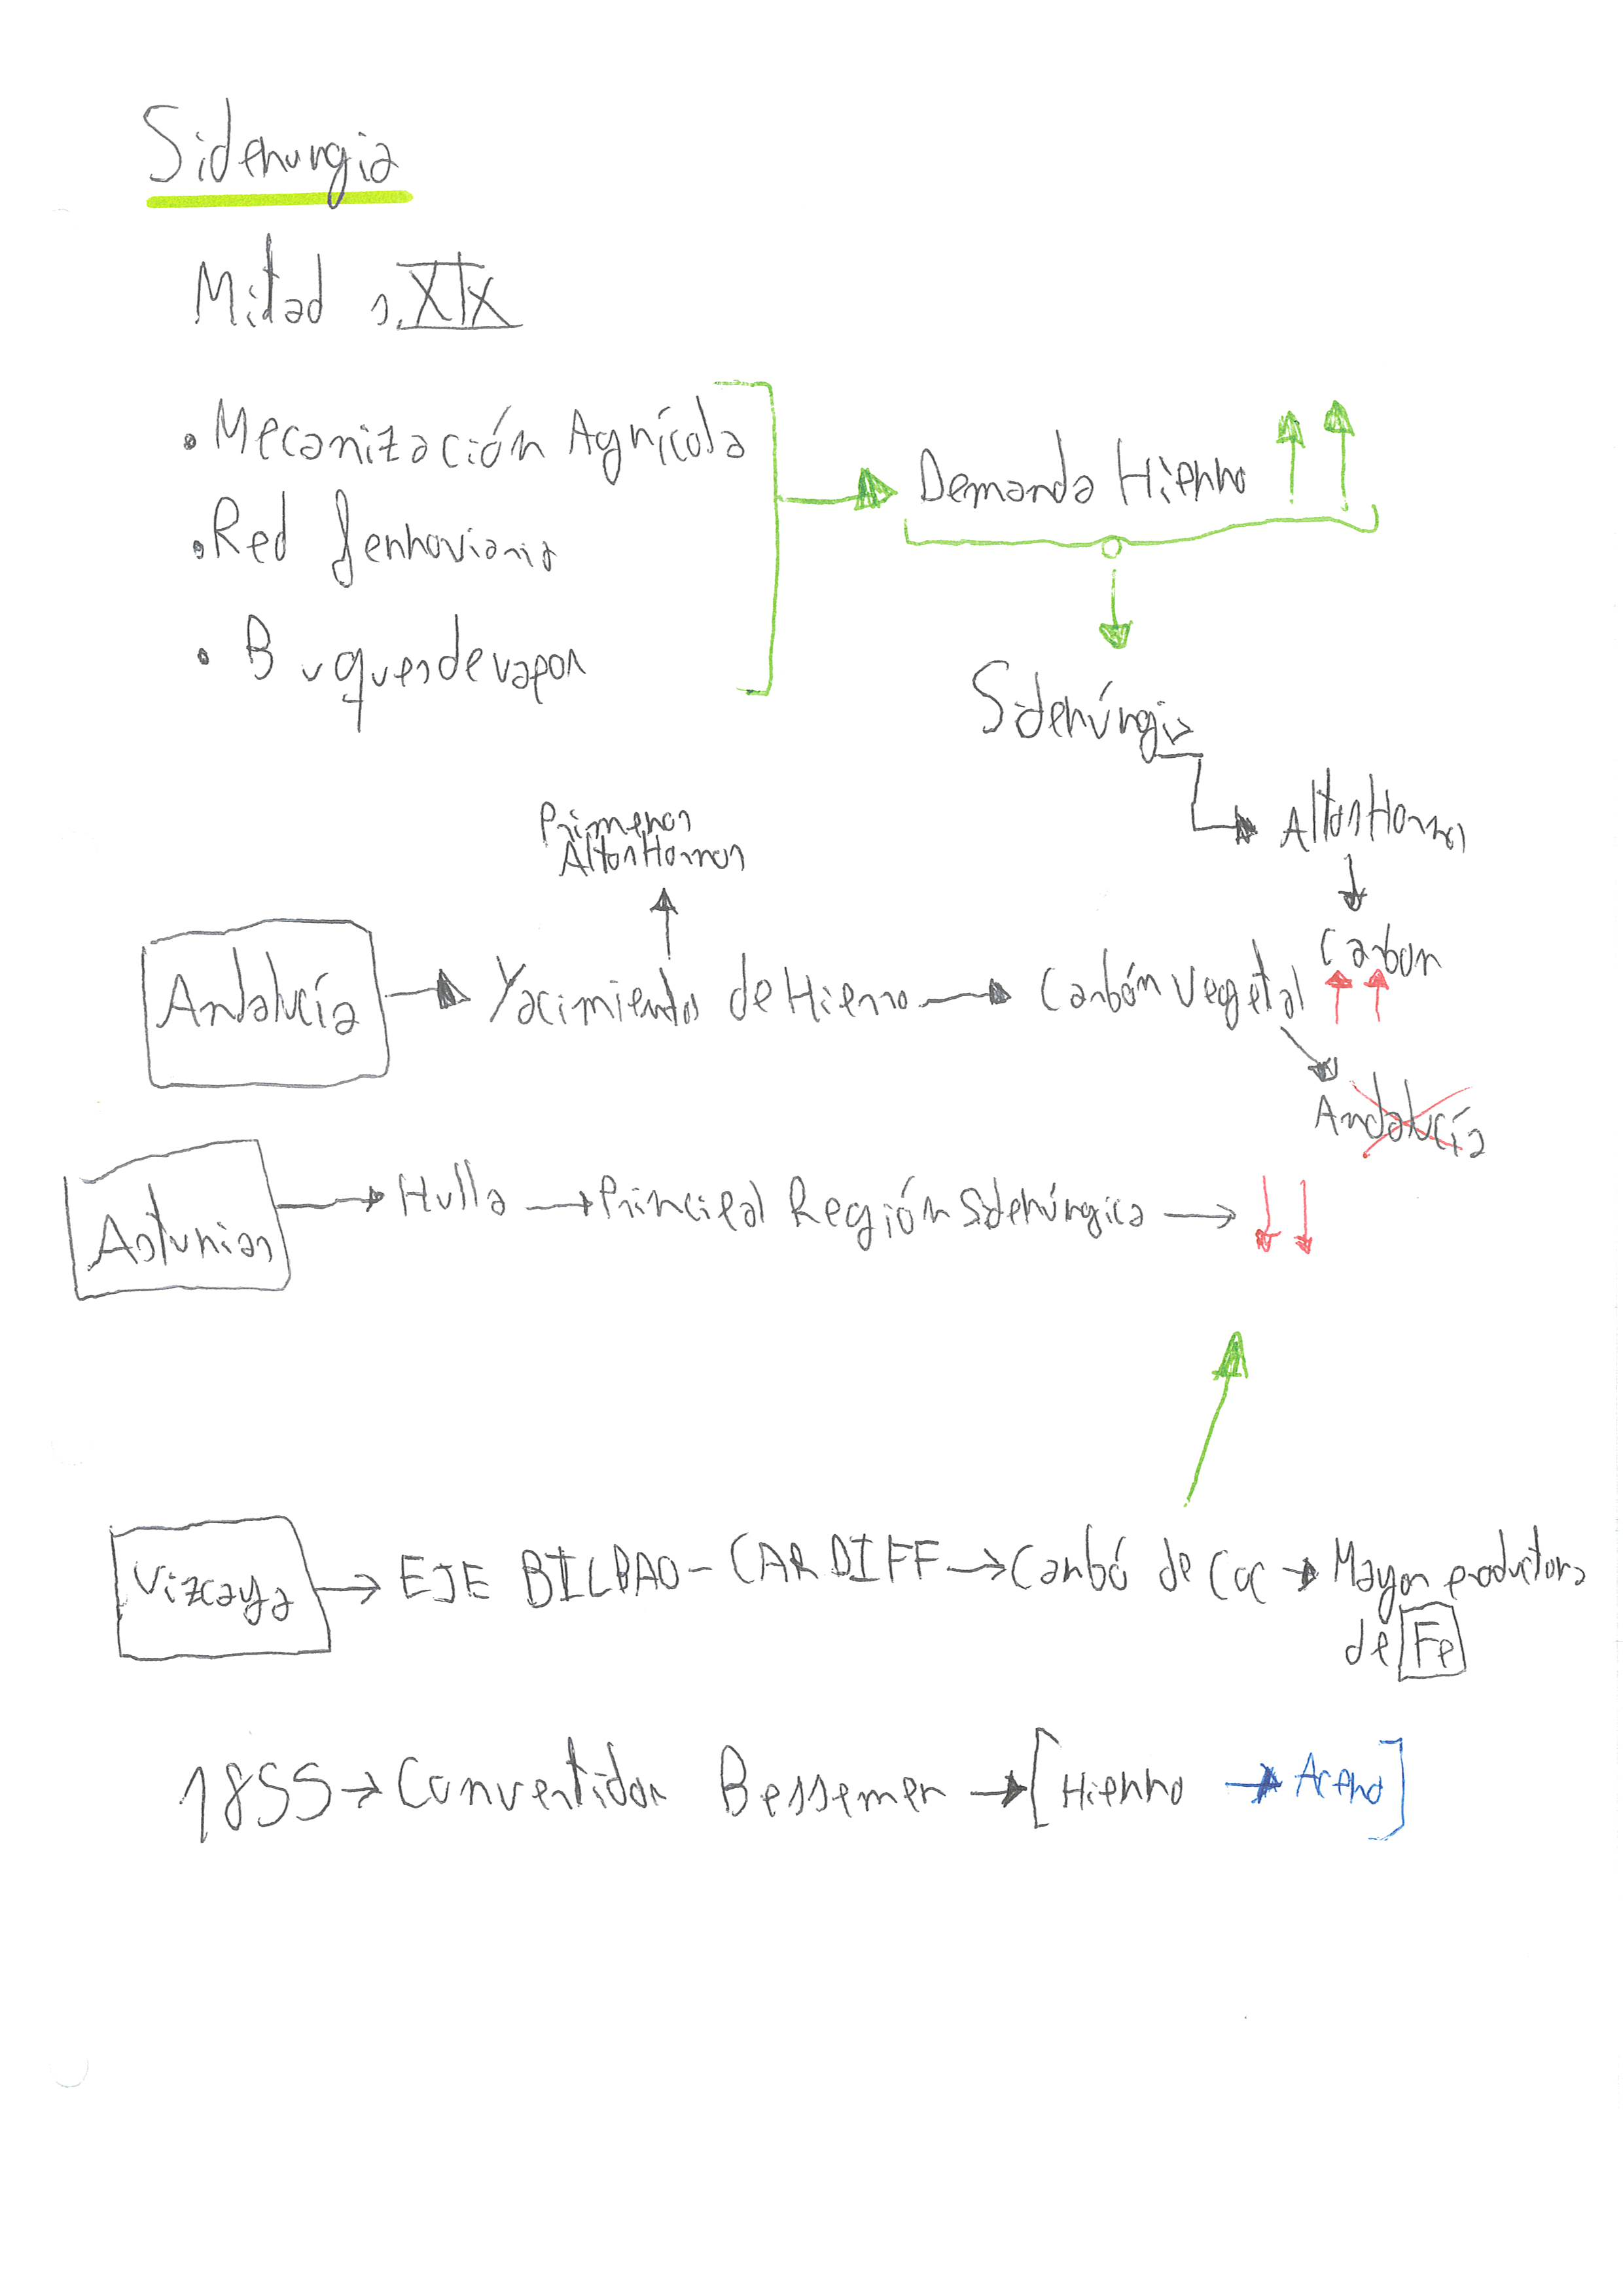 Siderurgia
Mitad s. XIX
• Mecanización Agrícola
Demanda Hierro
• Red ferroviaria
• Buques de vapor
Siderúrgia
Altos Hornos
Primeros
Altos Hornos
Carbon
Andalucía → Yacimientos de Hierro → Carbón Vegetal
Andalucía
Asturias → Hulla → Principal Región Siderúrgica →
Vizcaya → EJE BILBAO - CARDIFF → Carbó de Coc → Mayor productora
de Fe
1855 → Convertidor Bessemer → [Hierro → Acero]